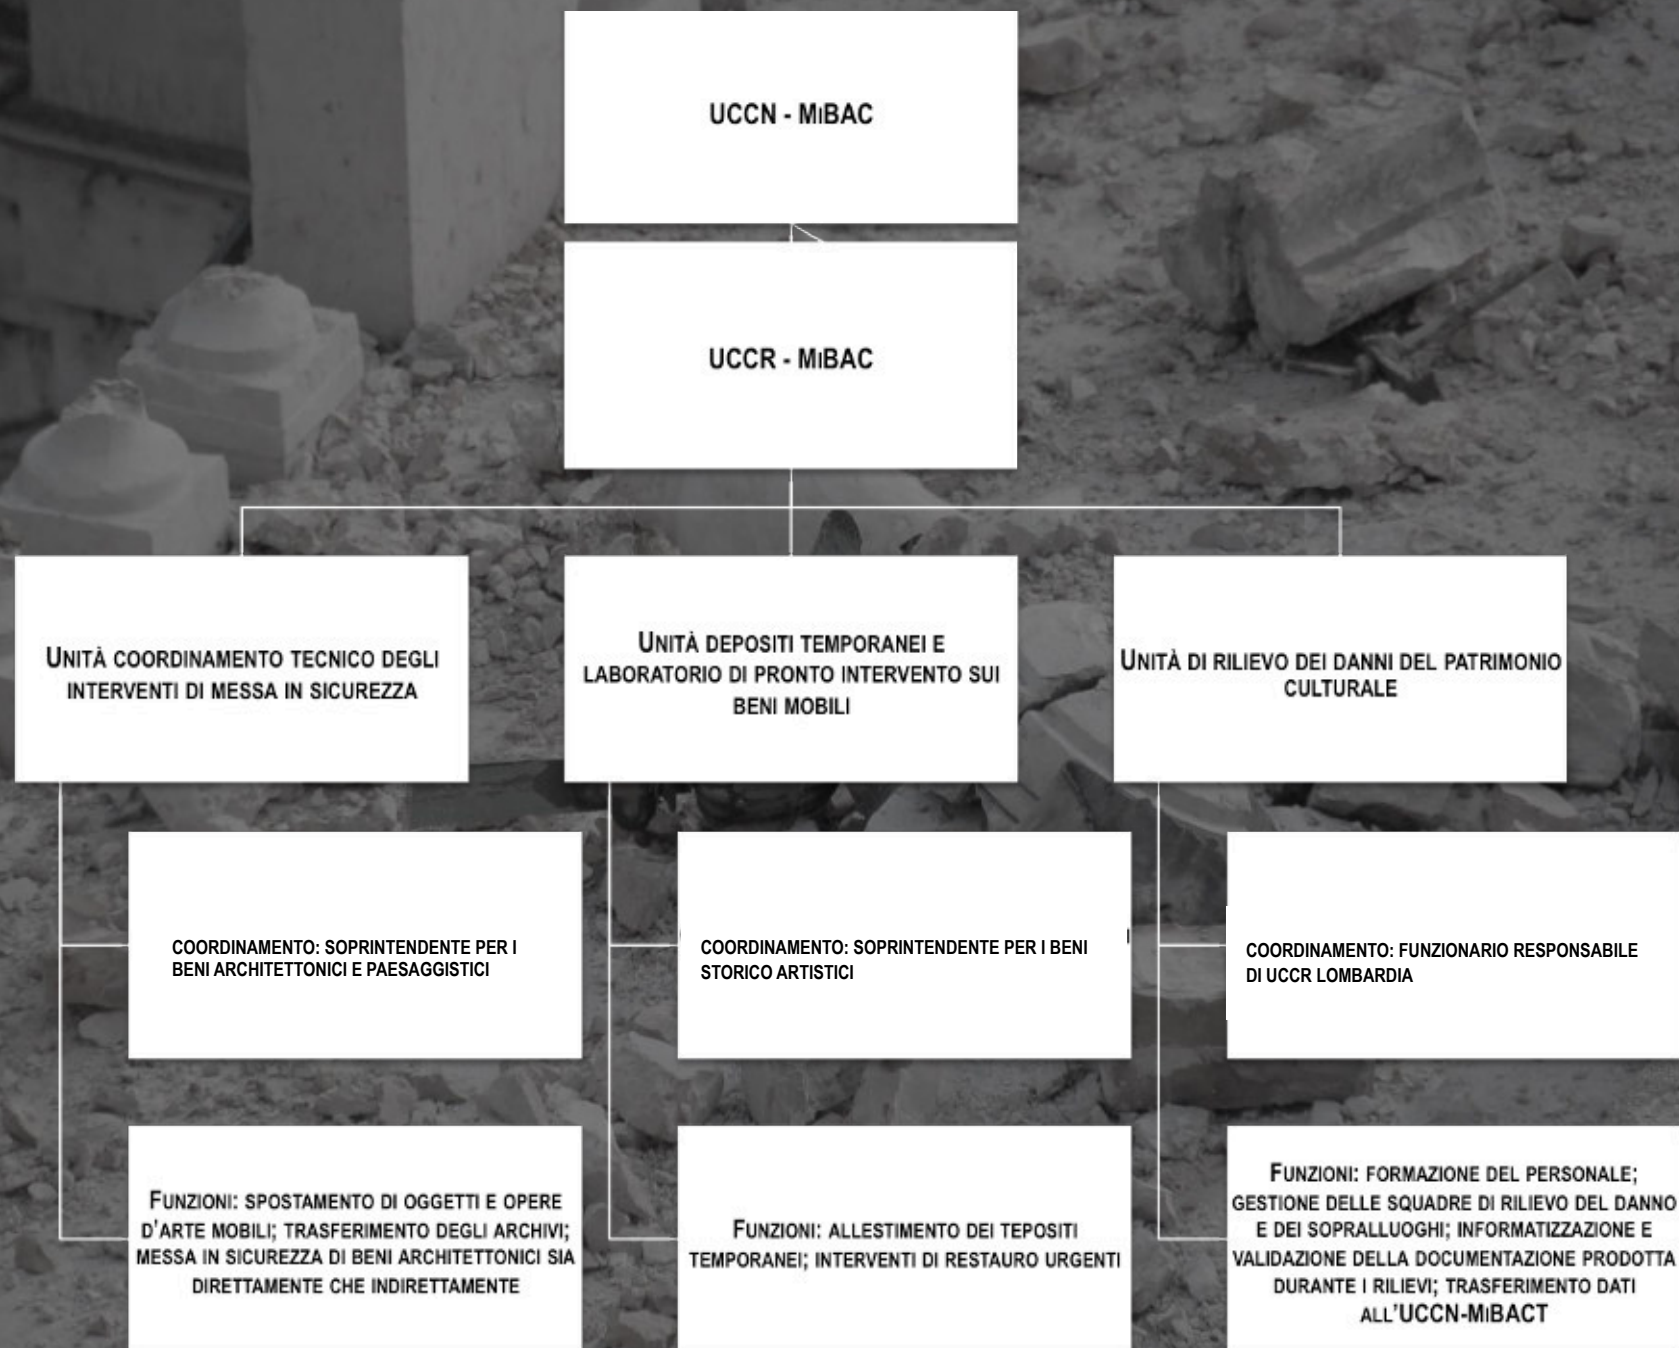 UCCN - MiBAC
UCCR - MiBAC
Unità coordinamento tecnico degli
interventi di messa in sicurezza
Unità depositi temporanei e
laboratorio di pronto intervento sui
beni mobili
Unità di rilievo dei danni del patrimonio
culturale
COORDINAMENTO: SOPRINTENDENTE PER I
BENI ARCHITETTONICI E PAESAGGISTICI
COORDINAMENTO: SOPRINTENDENTE PER I BENI
STORICO ARTISTICI
COORDINAMENTO: FUNZIONARIO RESPONSABILE
DI UCCR LOMBARDIA
Funzioni: spostamento di oggetti e opere
d'arte mobili; trasferimento degli archivi;
messa in sicurezza di beni architettonici sia
direttamente che indirettamente
Funzioni: allestimento dei tepositi
temporanei; interventi di restauro urgenti
Funzioni: formazione del personale;
gestione delle squadre di rilievo del danno
e dei sopralluoghi; informatizzazione e
validazione della documentazione prodotta
durante i rilievi; trasferimento dati
all'UCCN-MiBACT